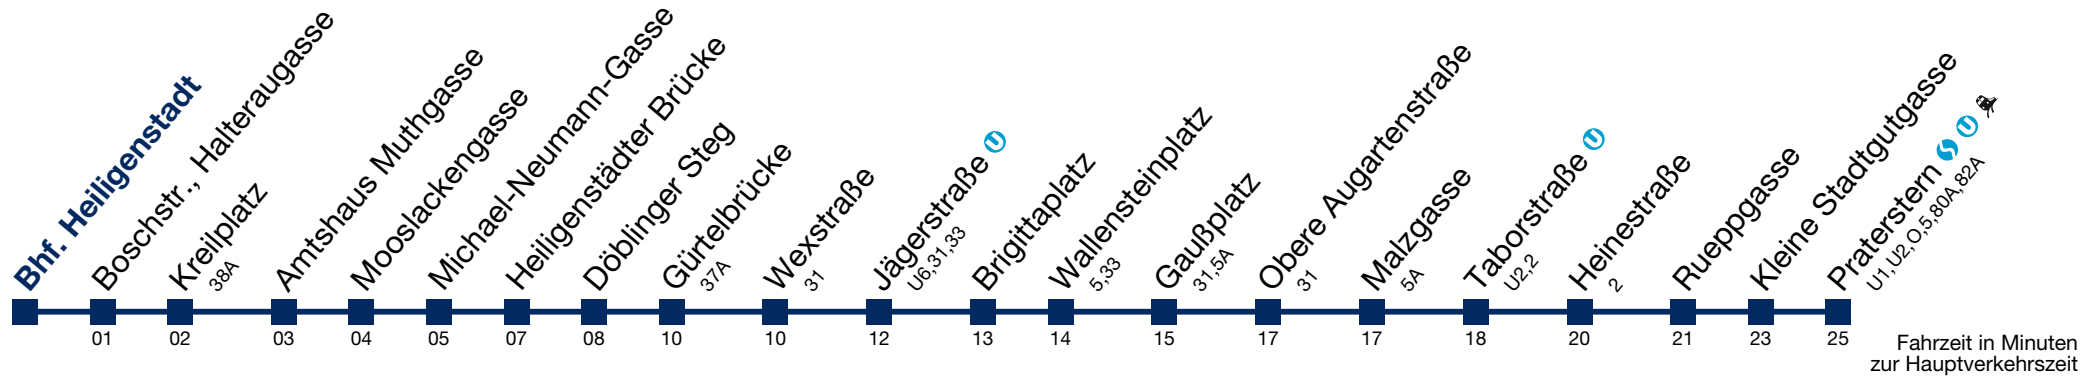 Bhf. Heiligenstadt
Boschstr., Halteraugasse
Kreilplatz
38A
Amtshaus Muthgasse
Mooslackengasse
Michael-Neumann-Gasse
Heiligenstädter Brücke
Döblinger Steg
Gürtelbrücke
37A
Wexstraße
31
Jägerstraße U
U6,31,33
Brigittaplatz
Wallensteinplatz
5,33
Gaußplatz
31,5A
Obere Augartenstraße
31
Malzgasse
5A
Taborstraße U
U2,2
Heinestraße
2
Rueppgasse
Kleine Stadtgutgasse
Praterstern S U
U1,U2,O,5,80A,82A
01 02 03 04 05 07 08 10 10 12 13 14 15 17 17 18 20 21 23 25
Fahrzeit in Minuten
zur Hauptverkehrszeit